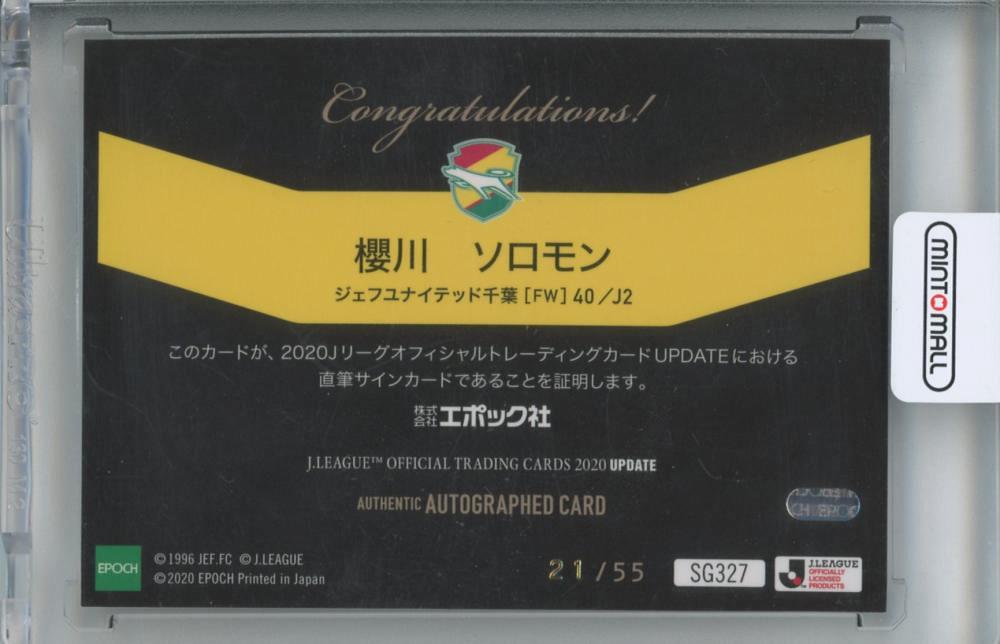 Congratulations!
櫻川 ソロモン
ジェフユナイテッド千葉 [FW] 40/J2
このカードが、2020Jリーグオフィシャルトレーディングカード UPDATEにおける
直筆サインカードであることを証明します。
株式会社エポック社
J.LEAGUE™ OFFICIAL TRADING CARDS 2020 UPDATE
AUTHENTIC AUTOGRAPHED CARD
EPOCH
©1996 JEF.FC ©J.LEAGUE
©2020 EPOCH Printed in Japan
21/55
SG327
J.LEAGUE
OFFICIALLY
LICENSED
PRODUCTS
MINT MALL